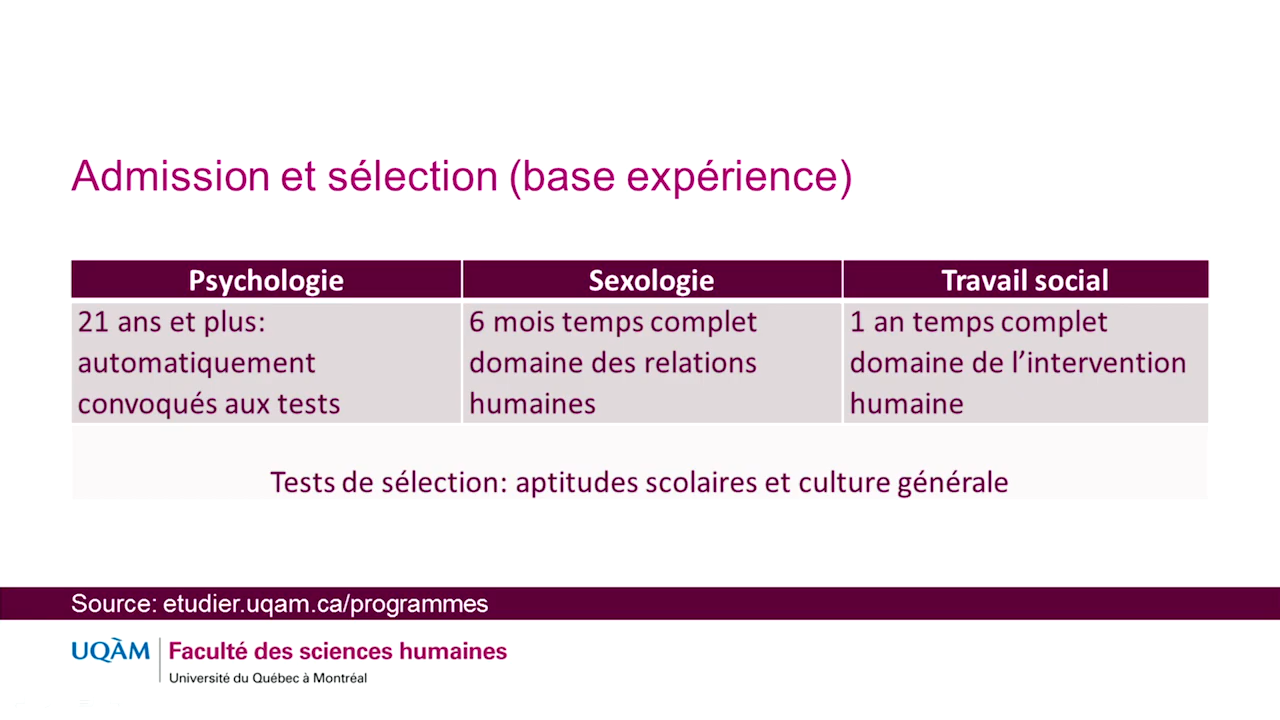 Admission et sélection (base expérience)
Psychologie
Sexologie
Travail social
21 ans et plus:
automatiquement
convoqués aux tests
6 mois temps complet
domaine des relations
humaines
1 an temps complet
domaine de l’intervention
humaine
Tests de sélection: aptitudes scolaires et culture générale
Source: etudier.uqam.ca/programmes
UQÀM
Faculté des sciences humaines
Université du Québec à Montréal